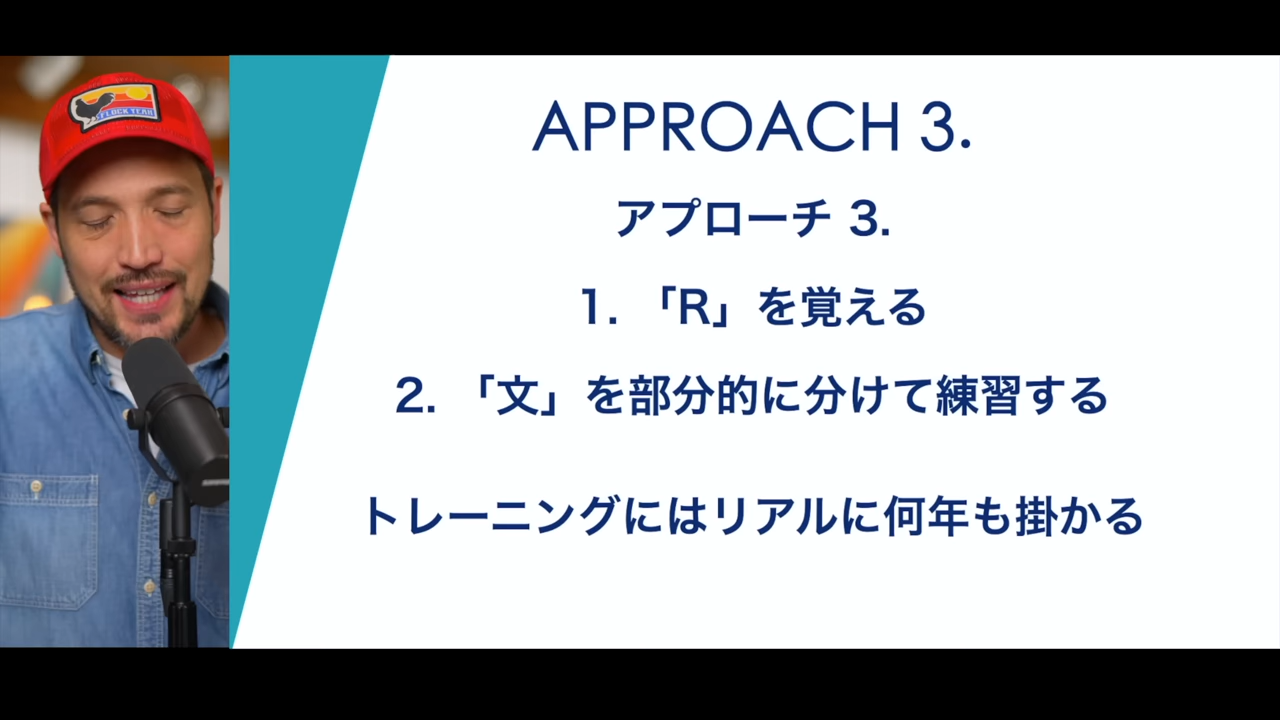 FLOCK YEAH
APPROACH 3.
アプローチ 3.
1. 「R」を覚える
2. 「文」を部分的に分けて練習する
トレーニングにはリアルに何年も掛かる